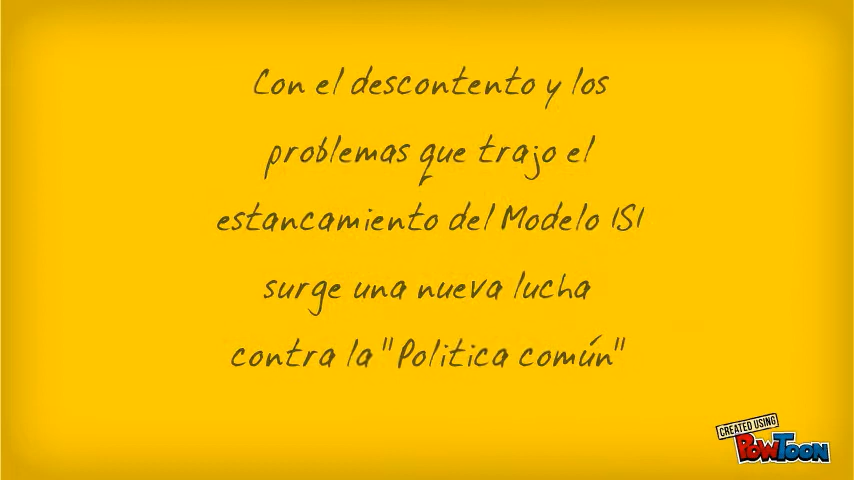 Con el descontento y los
problemas que trajo el
estancamiento del Modelo ISI
surge una nueva lucha
contra la "Politica común"
CREATED USING
POWTOON